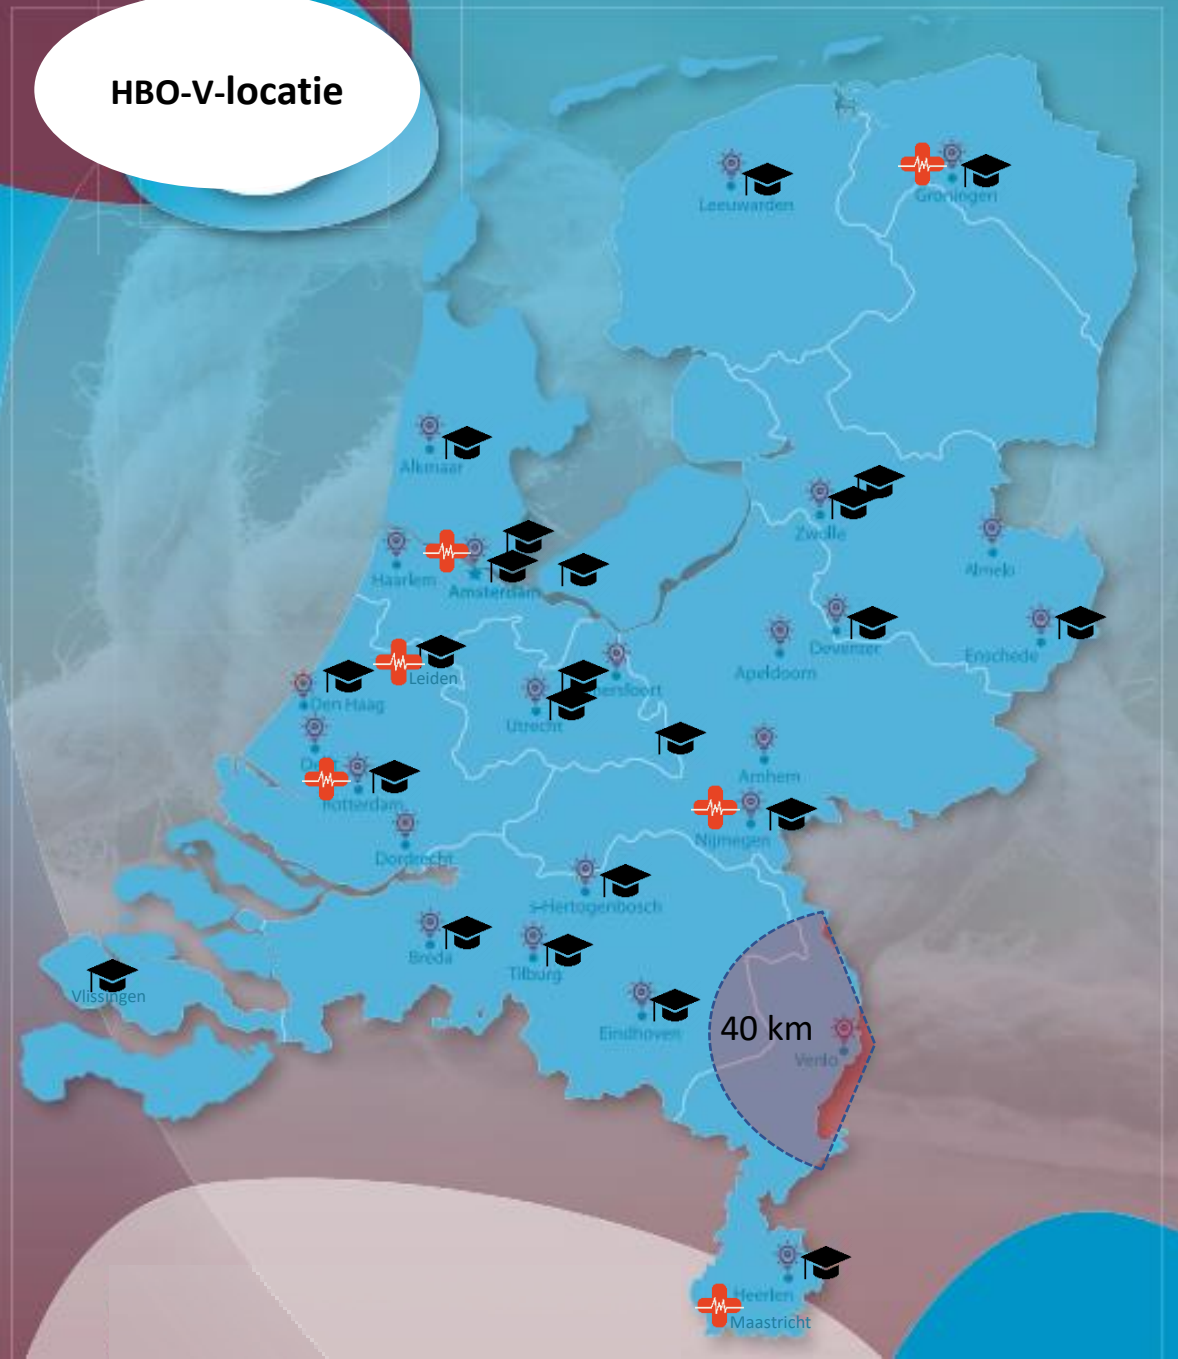 HBO-V-locatie
Leeuwarden
Groningen
Alkmaar
Zwolle
Almelo
Haarlem
Amsterdam
Deventer
Enschede
Apeldoorn
Leiden
Den Haag
Utrecht
Arnhem
Rotterdam
Nijmegen
Dordrecht
s-Hertogenbosch
Breda
Tilburg
Vlissingen
Eindhoven
40 km
Venlo
Heerlen
Maastricht